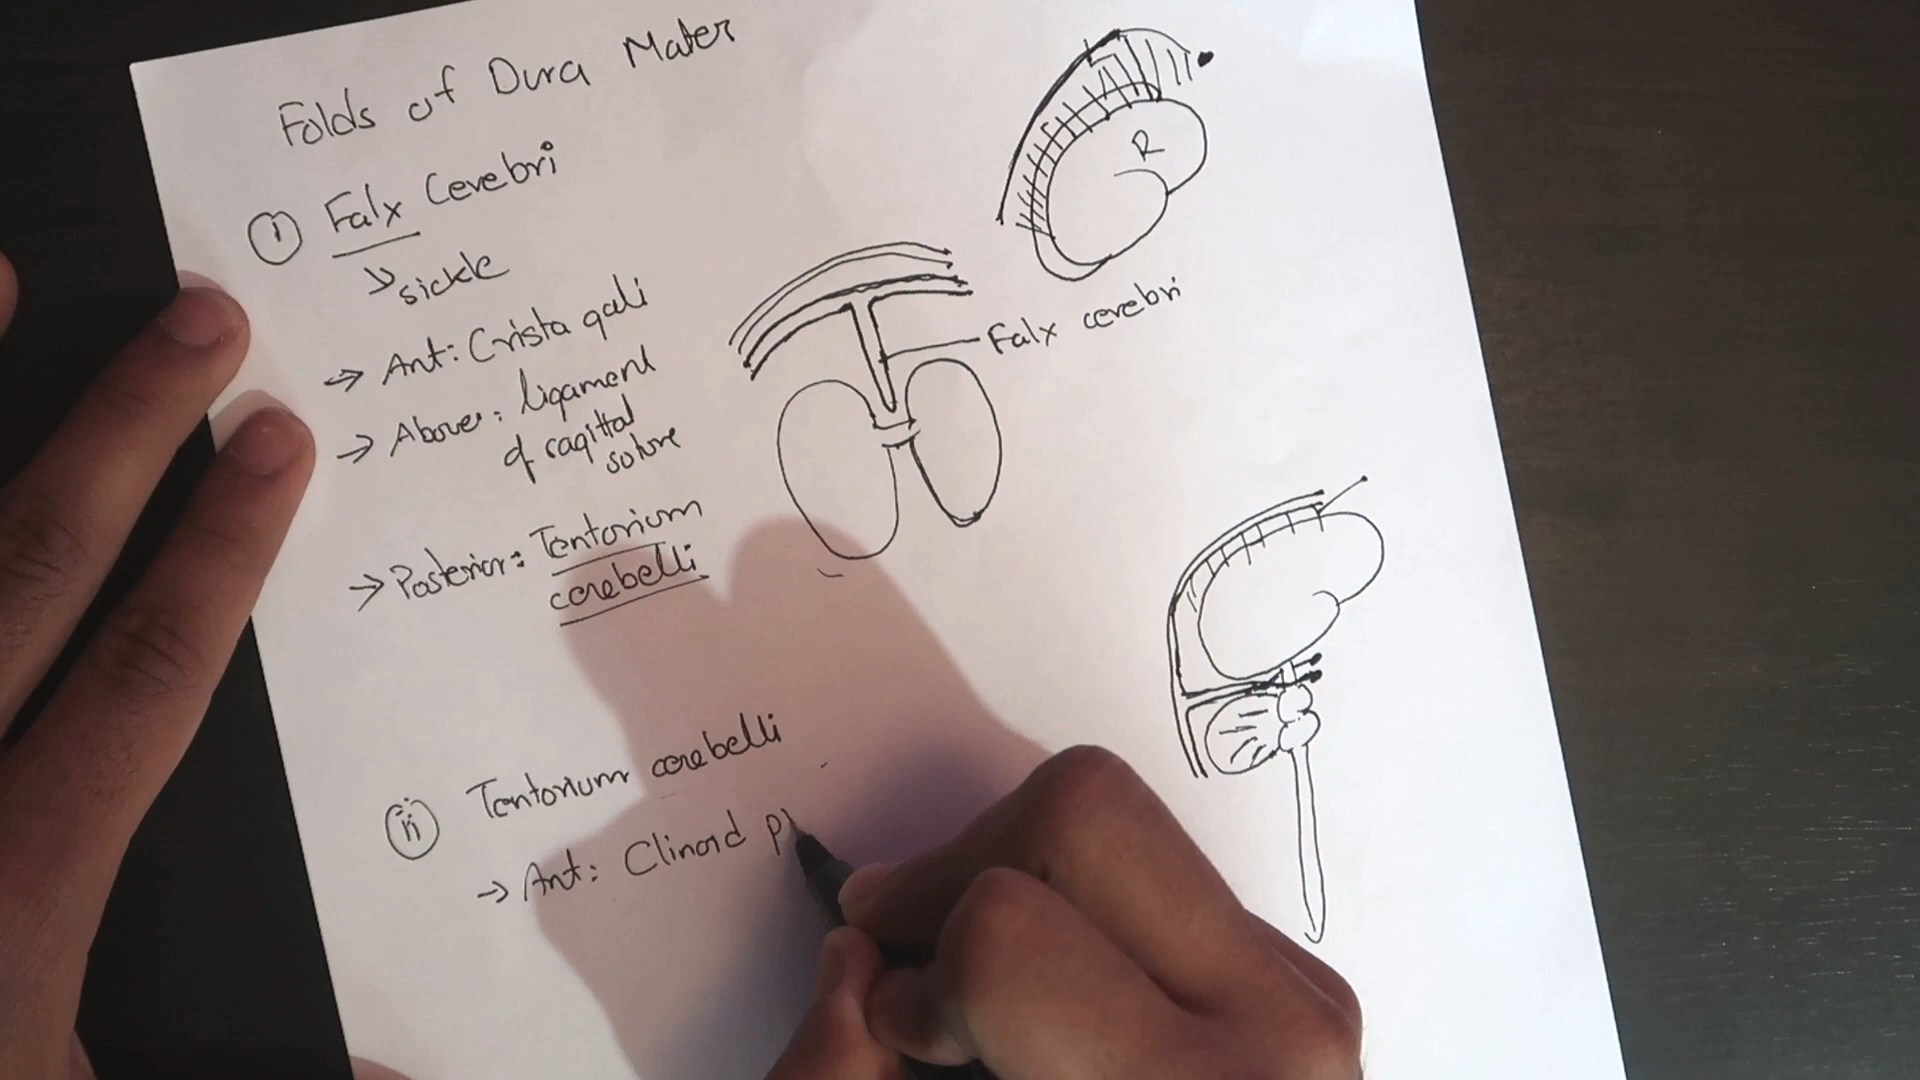 Folds of Dura Mater
i Falx Cerebri
sickle
→ Ant: Crista gali
→ Above: ligament
of sagittal
suture
→ Posterior: Tentorium
cerebelli
ii Tentorium cerebelli
→ Ant: Clinoid p
R
Falx cerebri